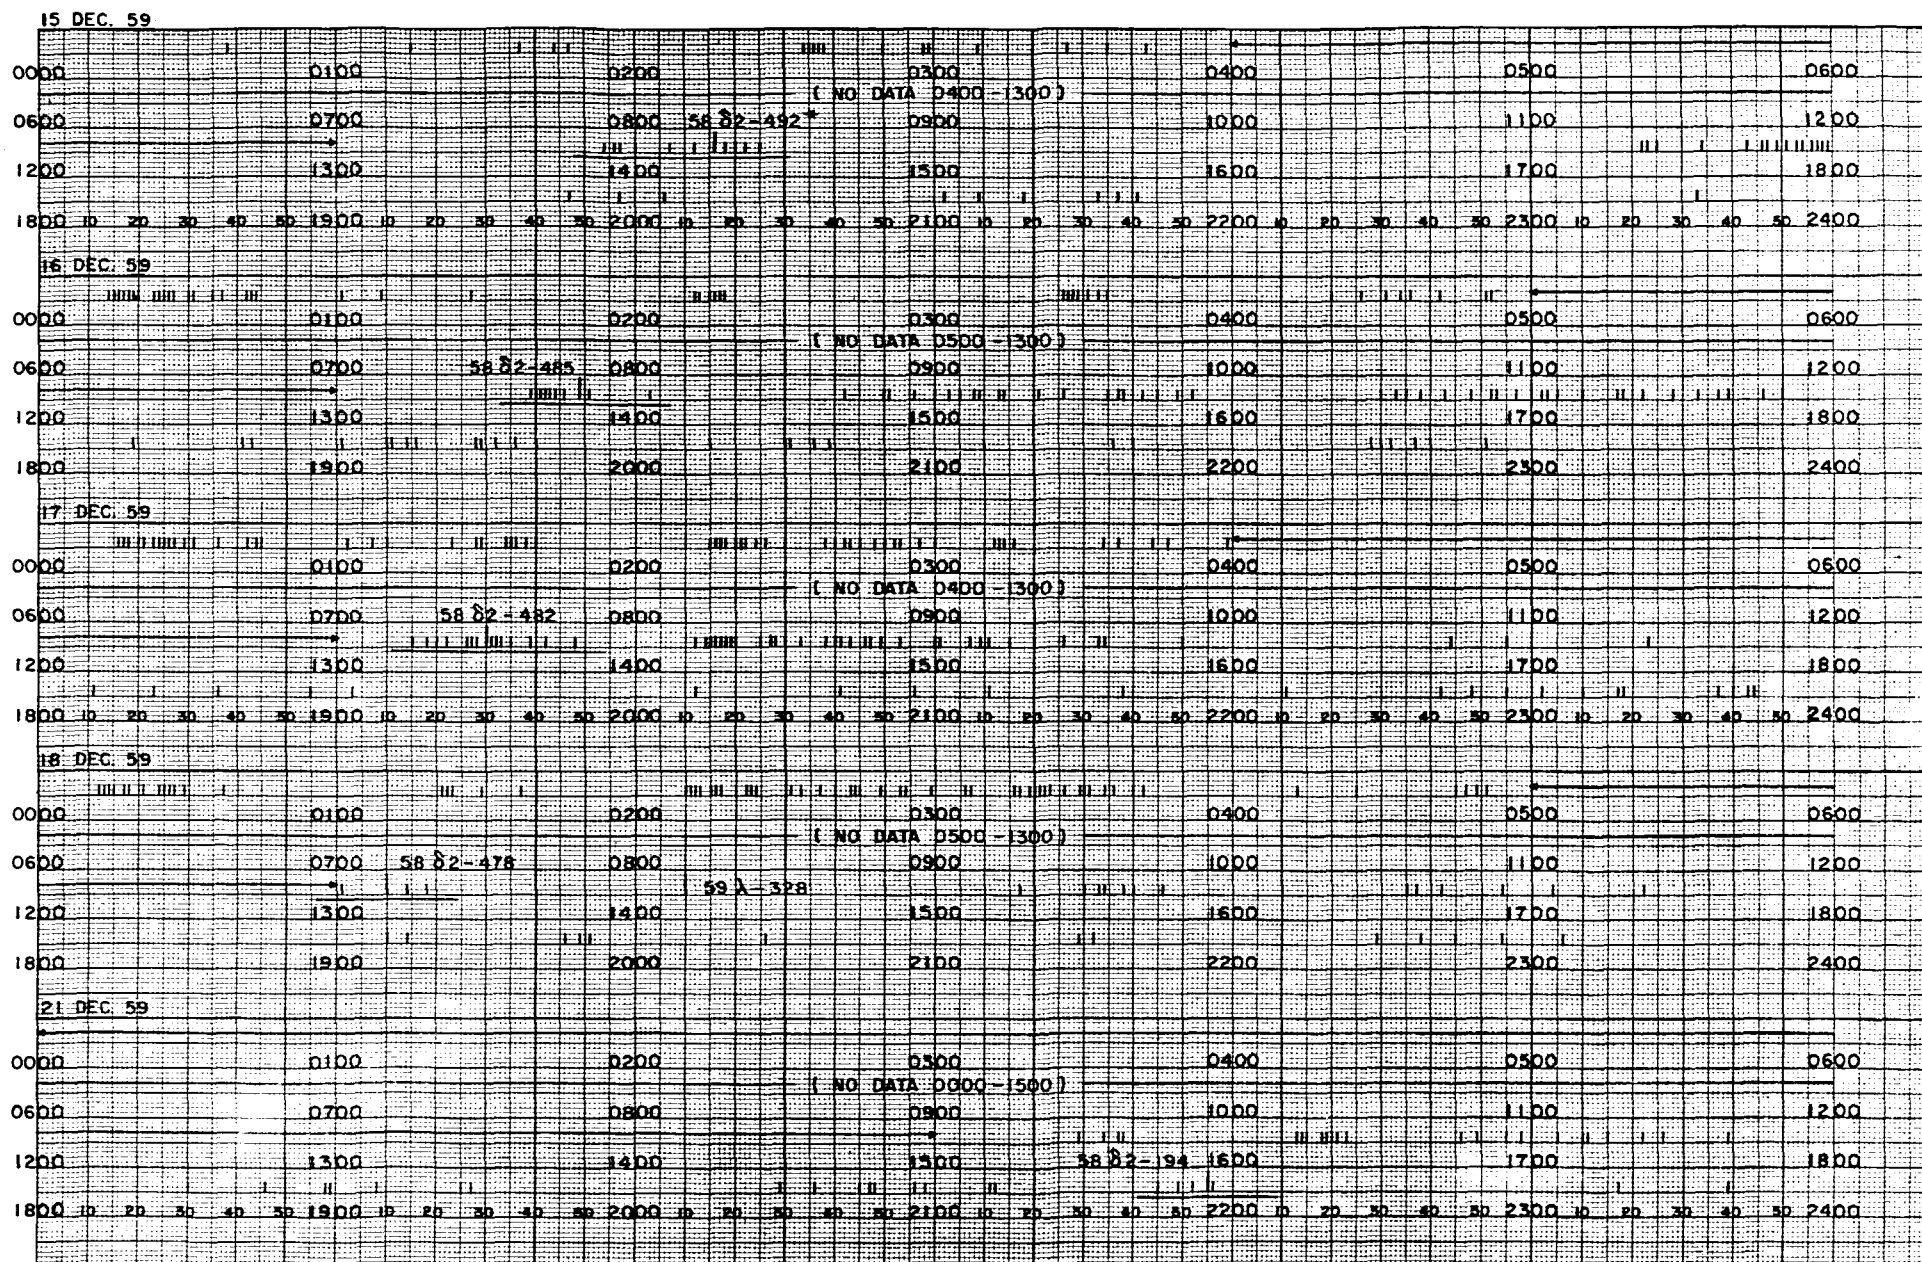 15 DEC. 59
0000 0100 0200 0300 0400 0500 0600
( NO DATA 0400-1300)
0600 0700 0800 58 δ2-492* 0900 1000 1100 1200
1200 1300 1400 1500 1600 1700 1800
1800 10 20 30 40 50 1900 10 20 30 40 50 2000 10 20 30 40 50 2100 10 20 30 40 50 2200 10 20 30 40 50 2300 10 20 30 40 50 2400
16 DEC. 59
0000 0100 0200 0300 0400 0500 0600
( NO DATA 0500-1300)
0600 0700 58 δ2-485 0800 0900 1000 1100 1200
1200 1300 1400 1500 1600 1700 1800
1800 1900 2000 2100 2200 2300 2400
17 DEC. 59
0000 0100 0200 0300 0400 0500 0600
( NO DATA 0400-1300)
0600 0700 58 δ2-482 0800 0900 1000 1100 1200
1200 1300 1400 1500 1600 1700 1800
1800 10 20 30 40 50 1900 10 20 30 40 50 2000 10 20 30 40 50 2100 10 20 30 40 50 2200 10 20 30 40 50 2300 10 20 30 40 50 2400
18 DEC. 59
0000 0100 0200 0300 0400 0500 0600
( NO DATA 0500-1300)
0600 0700 58 δ2-478 0800 0900 1000 1100 1200
59 λ-328
1200 1300 1400 1500 1600 1700 1800
1800 1900 2000 2100 2200 2300 2400
21 DEC. 59
0000 0100 0200 0300 0400 0500 0600
( NO DATA 0000-1500)
0600 0700 0800 0900 1000 1100 1200
1200 1300 1400 1500 58 δ2-194 1600 1700 1800
1800 10 20 30 40 50 1900 10 20 30 40 50 2000 10 20 30 40 50 2100 10 20 30 40 50 2200 10 20 30 40 50 2300 10 20 30 40 50 2400